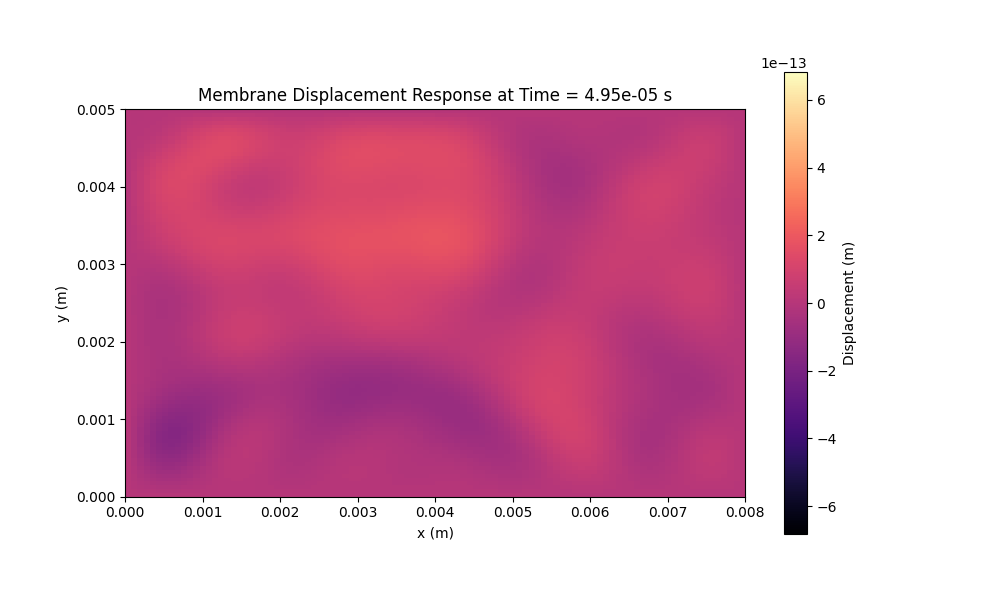 1e−13
Membrane Displacement Response at Time = 4.95e-05 s
0.005
0.004
0.003
0.002
0.001
0.000
y (m)
0.000 0.001 0.002 0.003 0.004 0.005 0.006 0.007 0.008
x (m)
6
4
2
0
−2
−4
−6
Displacement (m)